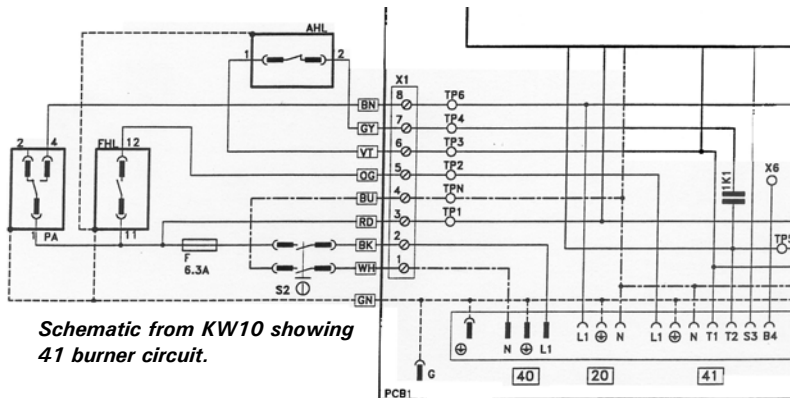 AHL
1 2
X1
BN 8 TP6
GY 7 TP4
VT 6 TP3
OG 5 TP2
BU 4 TPN
RD 3 TP1
BK 2
WH 1
GN
2 4
FHL 12
1 PA
11
F
6.3A
S2
1K1
X6
TP5
Schematic from KW10 showing
41 burner circuit.
N L1 L1 N L1 N T1 T2 S3 B4
G
40 20 41
PCB1